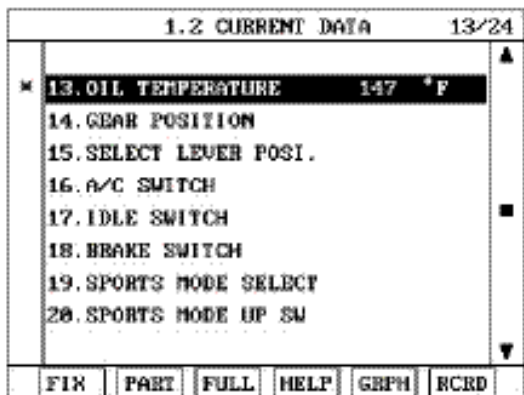 1.2 CURRENT DATA 13/24
* 13.OIL TEMPERATURE 147 °F
14.GEAR POSITION
15.SELECT LEVER POSI.
16.A/C SWITCH
17.IDLE SWITCH
18.BRAKE SWITCH
19.SPORTS MODE SELECT
20.SPORTS MODE UP SW
FIX PART FULL HELP GRPH RCRD